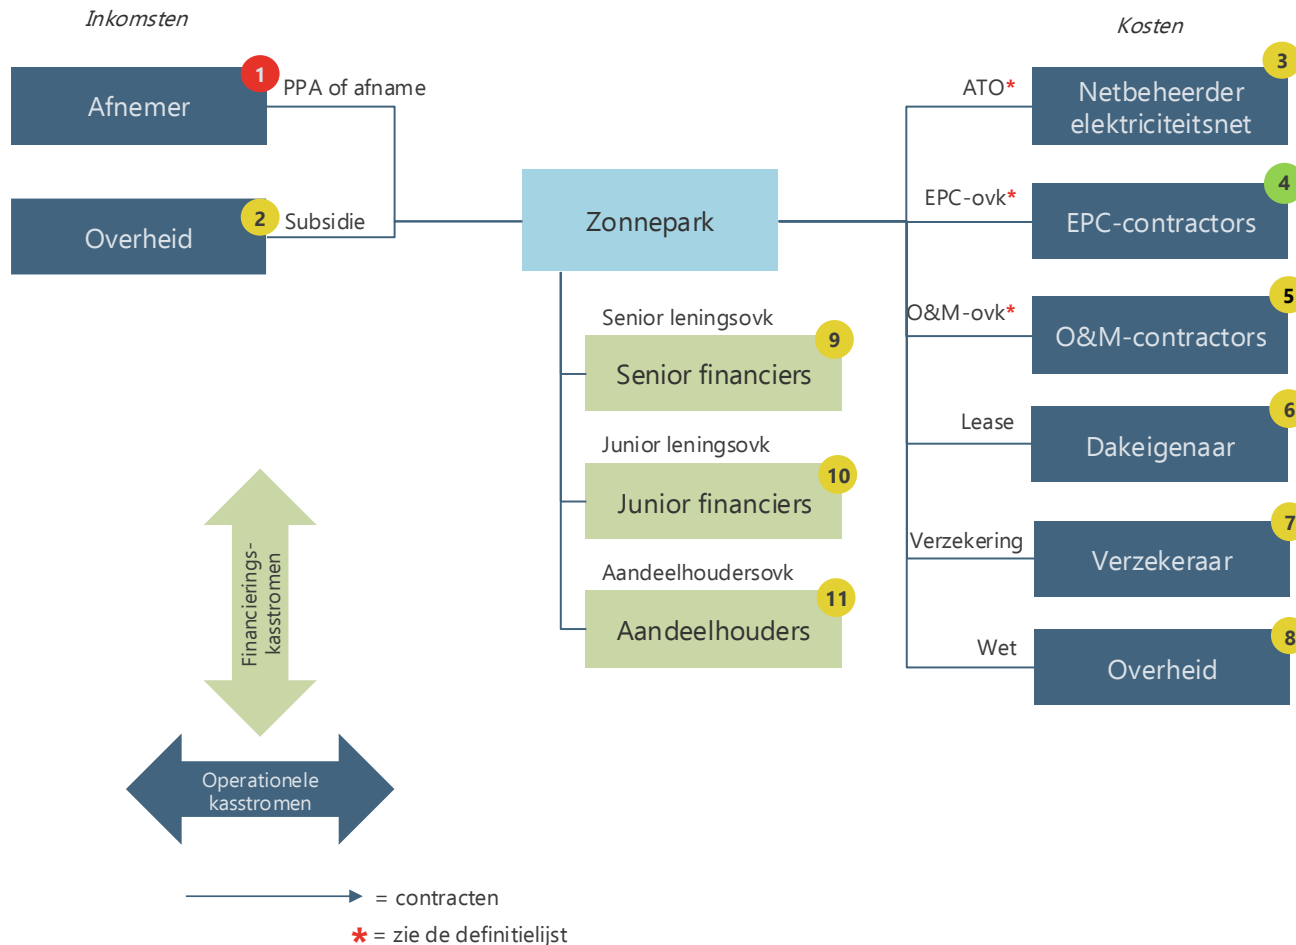 Inkomsten
Kosten
1
Afnemer
PPA of afname
2
Overheid
Subsidie
Zonnepark
ATO*
3
Netbeheerder
elektriciteitsnet
EPC-ovk*
4
EPC-contractors
O&M-ovk*
5
O&M-contractors
Lease
6
Dakeigenaar
Verzekering
7
Verzekeraar
Wet
8
Overheid
Senior leningsovk
9
Senior financiers
Junior leningsovk
10
Junior financiers
Aandeelhoudersovk
11
Aandeelhouders
Financierings-
kasstromen
Operationele
kasstromen
= contracten
* = zie de definitielijst